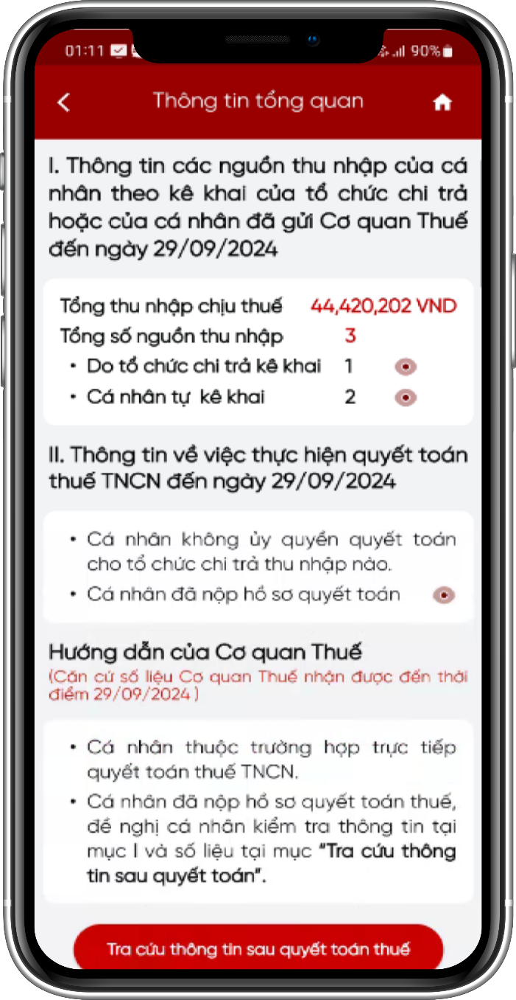 01:11
90%
Thông tin tổng quan
I. Thông tin các nguồn thu nhập của cá
nhân theo kê khai của tổ chức chi trả
hoặc của cá nhân đã gửi Cơ quan Thuế
đến ngày 29/09/2024
Tổng thu nhập chịu thuế 44,420,202 VND
Tổng số nguồn thu nhập 3
• Do tổ chức chi trả kê khai 1
• Cá nhân tự kê khai 2
II. Thông tin về việc thực hiện quyết toán
thuế TNCN đến ngày 29/09/2024
• Cá nhân không ủy quyền quyết toán
cho tổ chức chi trả thu nhập nào.
• Cá nhân đã nộp hồ sơ quyết toán
Hướng dẫn của Cơ quan Thuế
(Căn cứ số liệu Cơ quan Thuế nhận được đến thời
điểm 29/09/2024 )
• Cá nhân thuộc trường hợp trực tiếp
quyết toán thuế TNCN.
• Cá nhân đã nộp hồ sơ quyết toán thuế,
đề nghị cá nhân kiểm tra thông tin tại
mục I và số liệu tại mục “Tra cứu thông
tin sau quyết toán”.
Tra cứu thông tin sau quyết toán thuế